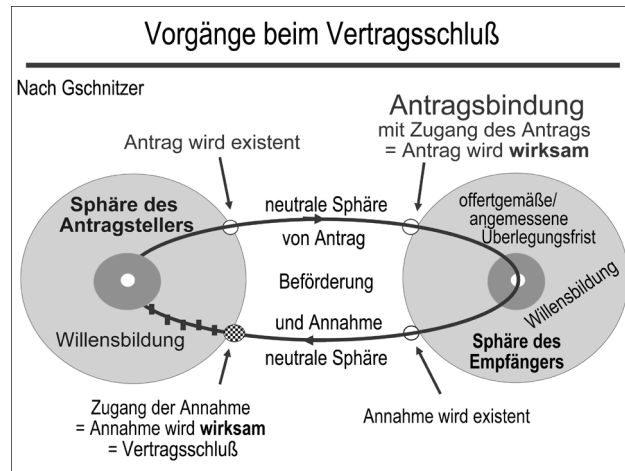 Vorgänge beim Vertragsschluß
Nach Gschnitzer
Antragsbindung
mit Zugang des Antrags
= Antrag wird wirksam
Antrag wird existent
Sphäre des
Antragstellers
neutrale Sphäre
von Antrag
offertgemäße/
angemessene
Überlegungsfrist
Beförderung
Willensbildung
Willensbildung
und Annahme
neutrale Sphäre
Sphäre des
Empfängers
Zugang der Annahme
= Annahme wird wirksam
= Vertragsschluß
Annahme wird existent